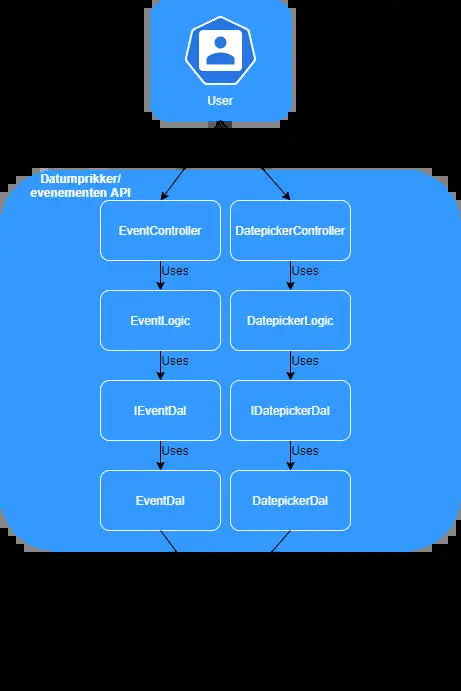 User
Datumprikker/
evenementen API
EventController
DatepickerController
Uses
Uses
EventLogic
DatepickerLogic
Uses
Uses
IEventDal
IDatepickerDal
Uses
Uses
EventDal
DatepickerDal